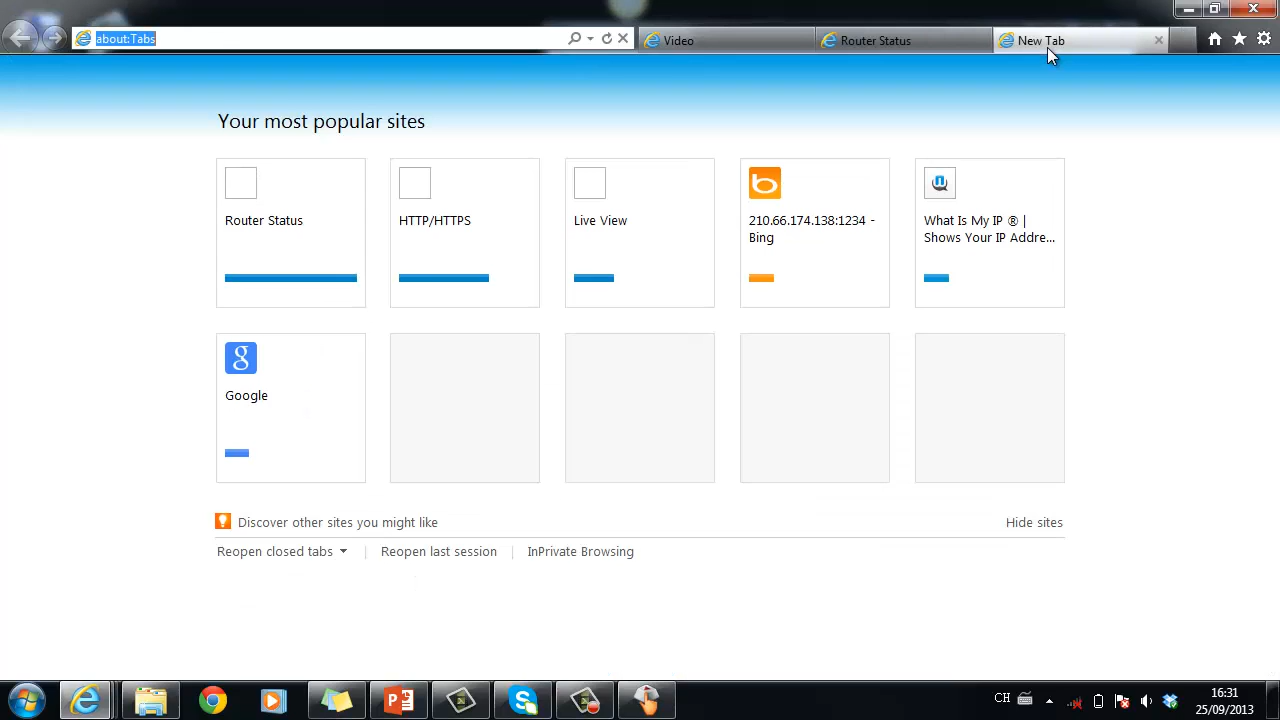 about:Tabs
Video
Router Status
New Tab
Your most popular sites
Router Status
HTTP/HTTPS
Live View
210.66.174.138:1234 -
Bing
What Is My IP ® |
Shows Your IP Addre...
Google
Discover other sites you might like
Hide sites
Reopen closed tabs
Reopen last session
InPrivate Browsing
CH
16:31
25/09/2013